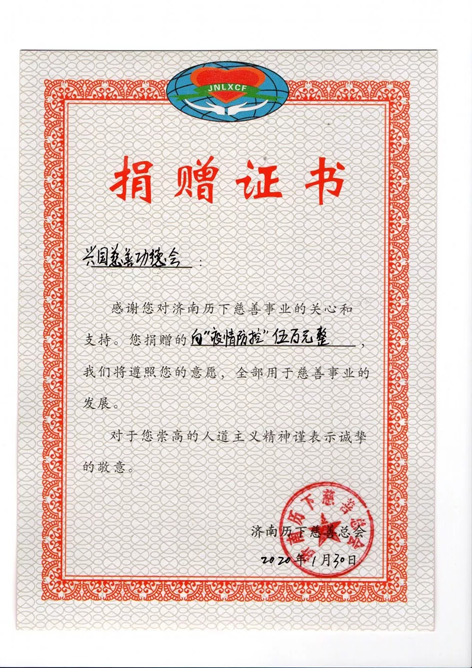 JNLXCF
捐赠证书
兴国慈善功德会：
感谢您对济南历下慈善事业的关心和
支持。您捐赠的向"疫情防控"伍万元整，
我们将遵照您的意愿，全部用于慈善事业的
发展。
对于您崇高的人道主义精神谨表示诚挚
的敬意。
济南历下慈善总会
2020年1月30日
济南历下慈善总会